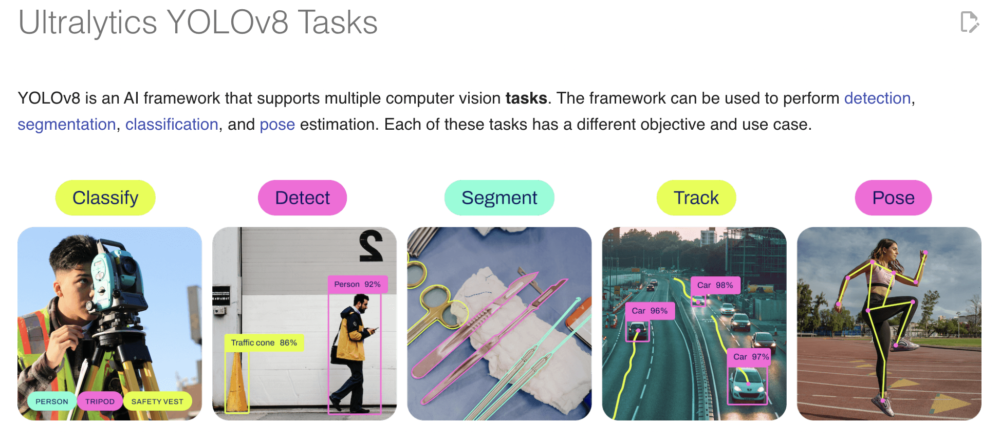 Ultralytics YOLOv8 Tasks
YOLOv8 is an AI framework that supports multiple computer vision tasks. The framework can be used to perform detection,
segmentation, classification, and pose estimation. Each of these tasks has a different objective and use case.
Classify
Detect
Segment
Track
Pose
PERSON
TRIPOD
SAFETY VEST
2
Person 92%
Traffic cone 86%
Car 98%
Car 96%
Car 97%